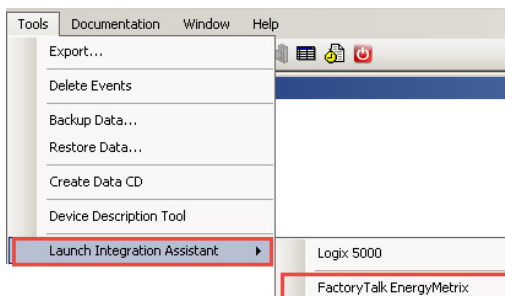 Tools Documentation Window Help
Export...
Delete Events
Backup Data...
Restore Data...
Create Data CD
Device Description Tool
Launch Integration Assistant
Logix 5000
FactoryTalk EnergyMetrix